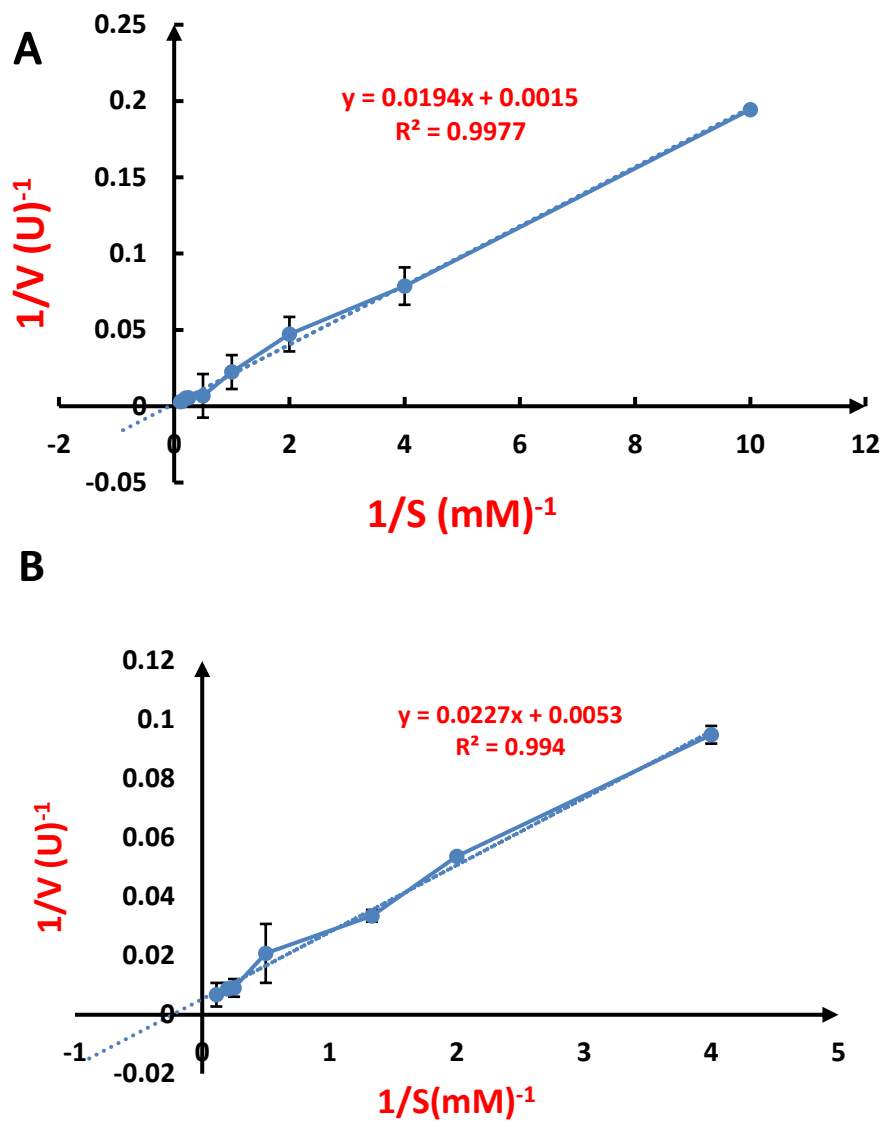 A
0.25
0.2
0.15
0.1
0.05
0
-0.05
y = 0.0194x + 0.0015
R² = 0.9977
1/V (U)⁻¹
-2 0 2 4 6 8 10 12
1/S (mM)⁻¹
B
0.12
0.1
0.08
0.06
0.04
0.02
0
-0.02
y = 0.0227x + 0.0053
R² = 0.994
1/V (U)⁻¹
-1 0 1 2 3 4 5
1/S(mM)⁻¹